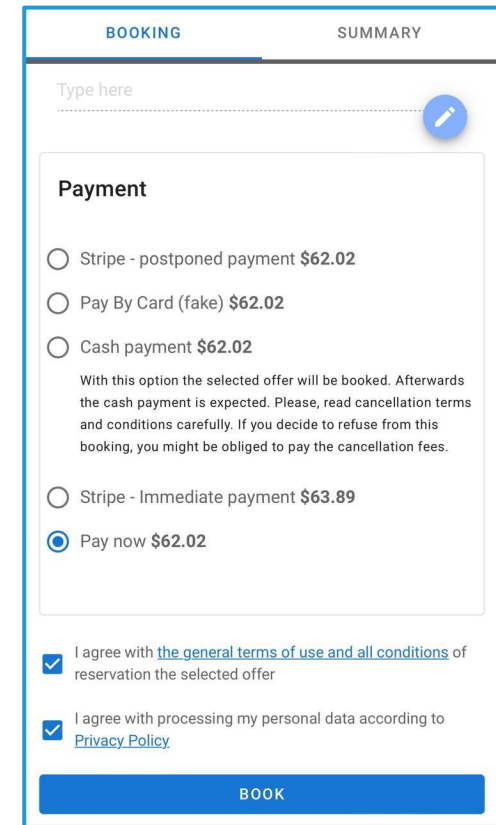 BOOKING SUMMARY
Type here
Payment
Stripe - postponed payment $62.02
Pay By Card (fake) $62.02
Cash payment $62.02
With this option the selected offer will be booked. Afterwards
the cash payment is expected. Please, read cancellation terms
and conditions carefully. If you decide to refuse from this
booking, you might be obliged to pay the cancellation fees.
Stripe - Immediate payment $63.89
Pay now $62.02
I agree with the general terms of use and all conditions of
reservation the selected offer
I agree with processing my personal data according to
Privacy Policy
BOOK